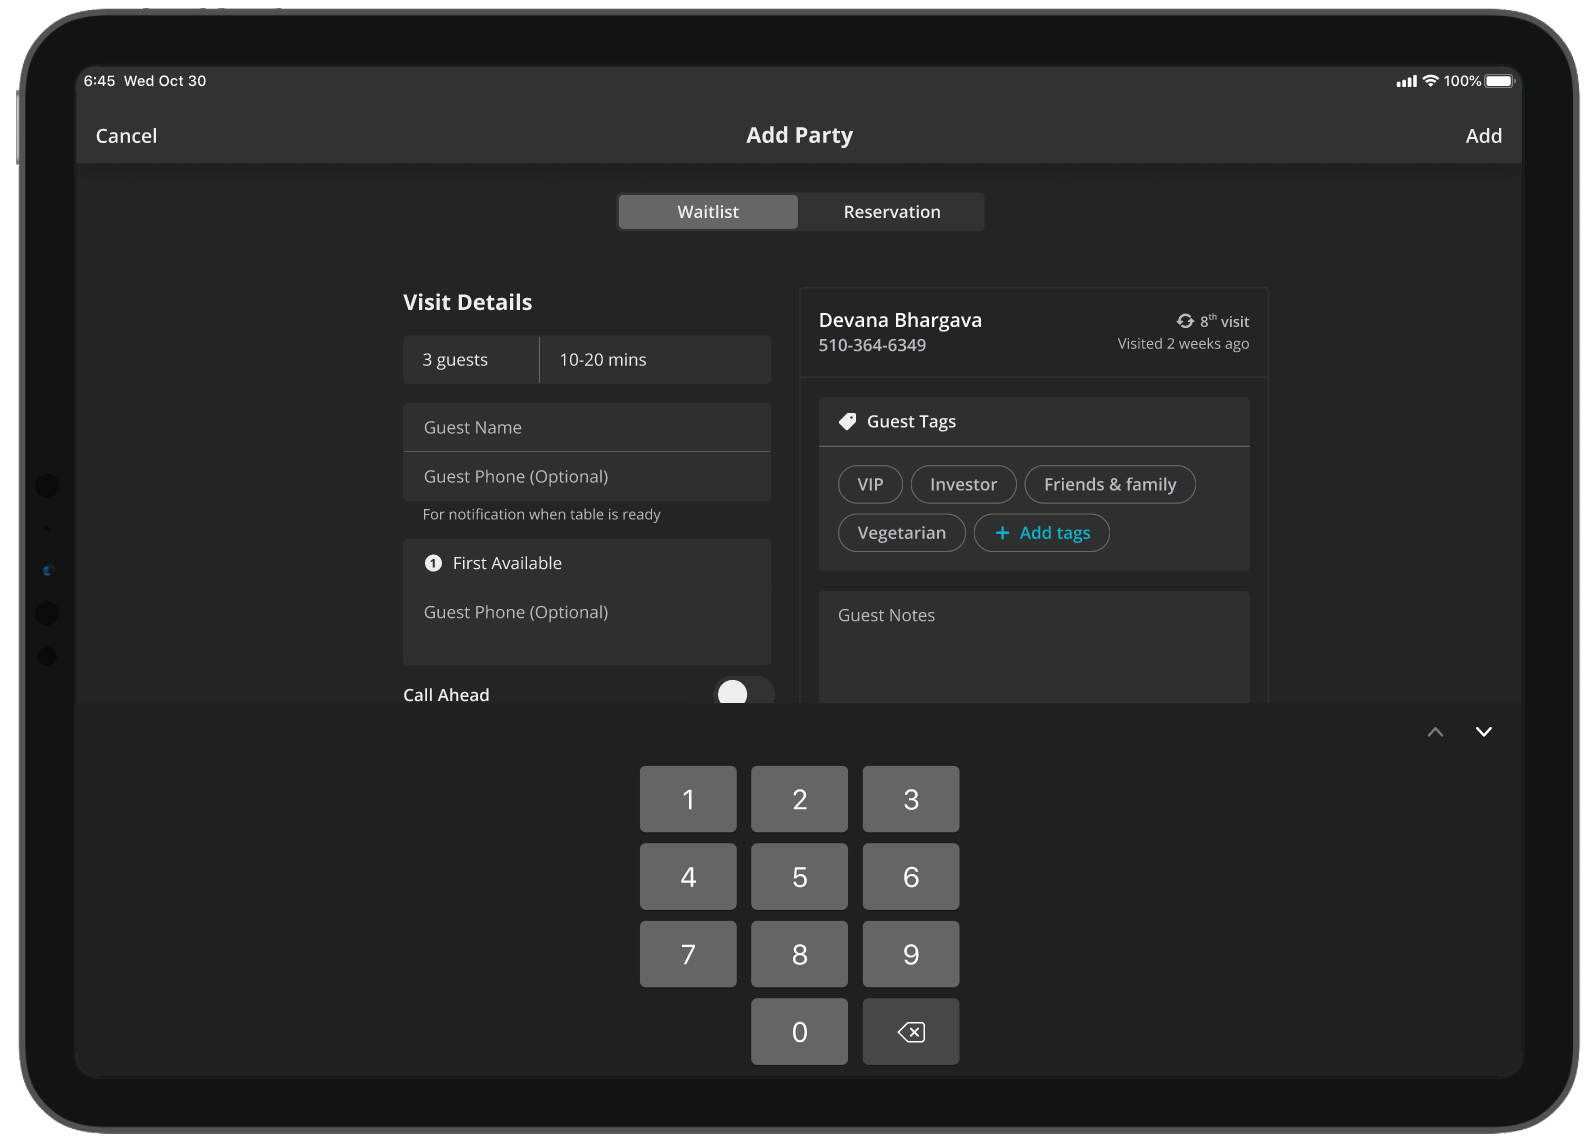 6:45 Wed Oct 30
100%
Cancel
Add Party
Add
Waitlist
Reservation
Visit Details
3 guests
10-20 mins
Guest Name
Guest Phone (Optional)
For notification when table is ready
1 First Available
Guest Phone (Optional)
Call Ahead
Devana Bhargava
8th visit
510-364-6349
Visited 2 weeks ago
Guest Tags
VIP
Investor
Friends & family
Vegetarian
+ Add tags
Guest Notes
1 2 3
4 5 6
7 8 9
0